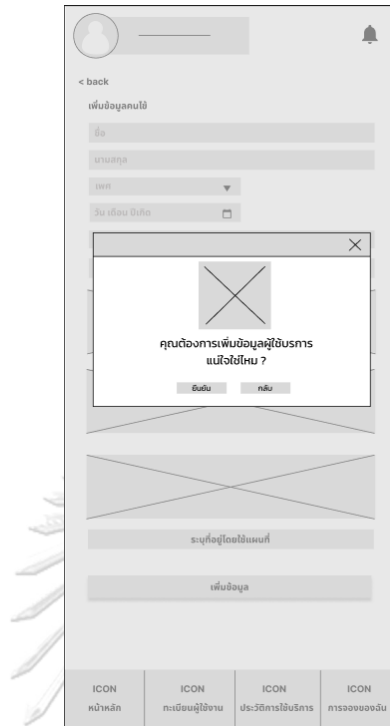 < back
เพิ่มข้อมูลคนไข้
ชื่อ
นามสกุล
เพศ
วัน เดือน ปีเกิด
คุณต้องการเพิ่มข้อมูลผู้ใช้บรการ
แน่ใจใช่ไหม ?
ยืนยัน กลับ
ระบุที่อยู่โดยใช้แผนที่
เพิ่มข้อมูล
ICON ICON ICON ICON
หน้าหลัก ทะเบียนผู้ใช้งาน ประวัติการใช้บริการ การจองของฉัน